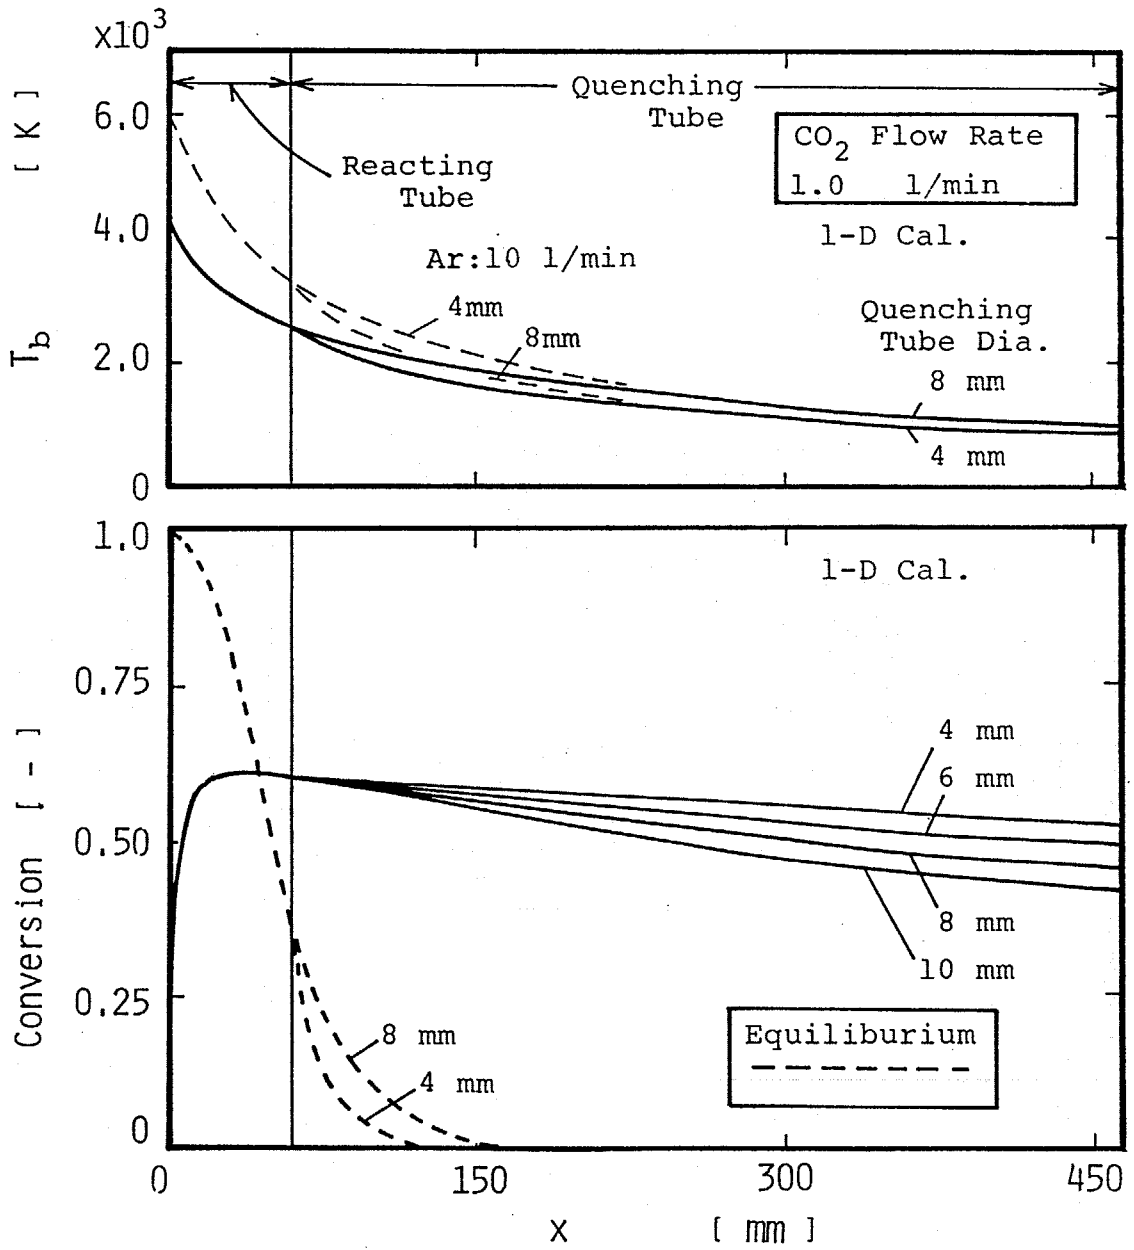 x10³
Quenching
Tube
6.0
[ K ]
CO₂ Flow Rate
1.0 l/min
Reacting
Tube
4.0
1-D Cal.
Ar:10 l/min
4mm
Quenching
Tube Dia.
8mm
T_b
2.0
8 mm
4 mm
0
1.0
1-D Cal.
0.75
4 mm
6 mm
Conversion [ - ]
0.50
8 mm
10 mm
0.25
8 mm
4 mm
Equiliburium
0
0 150 300 450
x [ mm ]